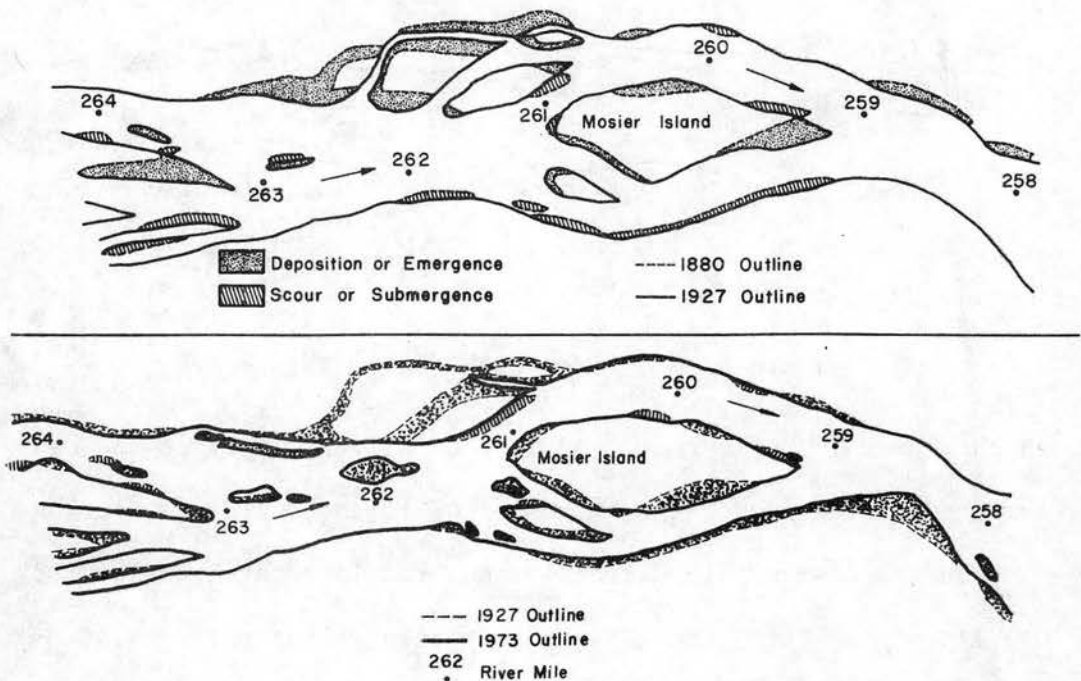 260
264
259
261
Mosier Island
262
263
258
Deposition or Emergence
1880 Outline
Scour or Submergence
1927 Outline
260
264
261
259
Mosier Island
262
263
258
1927 Outline
1973 Outline
262
River Mile